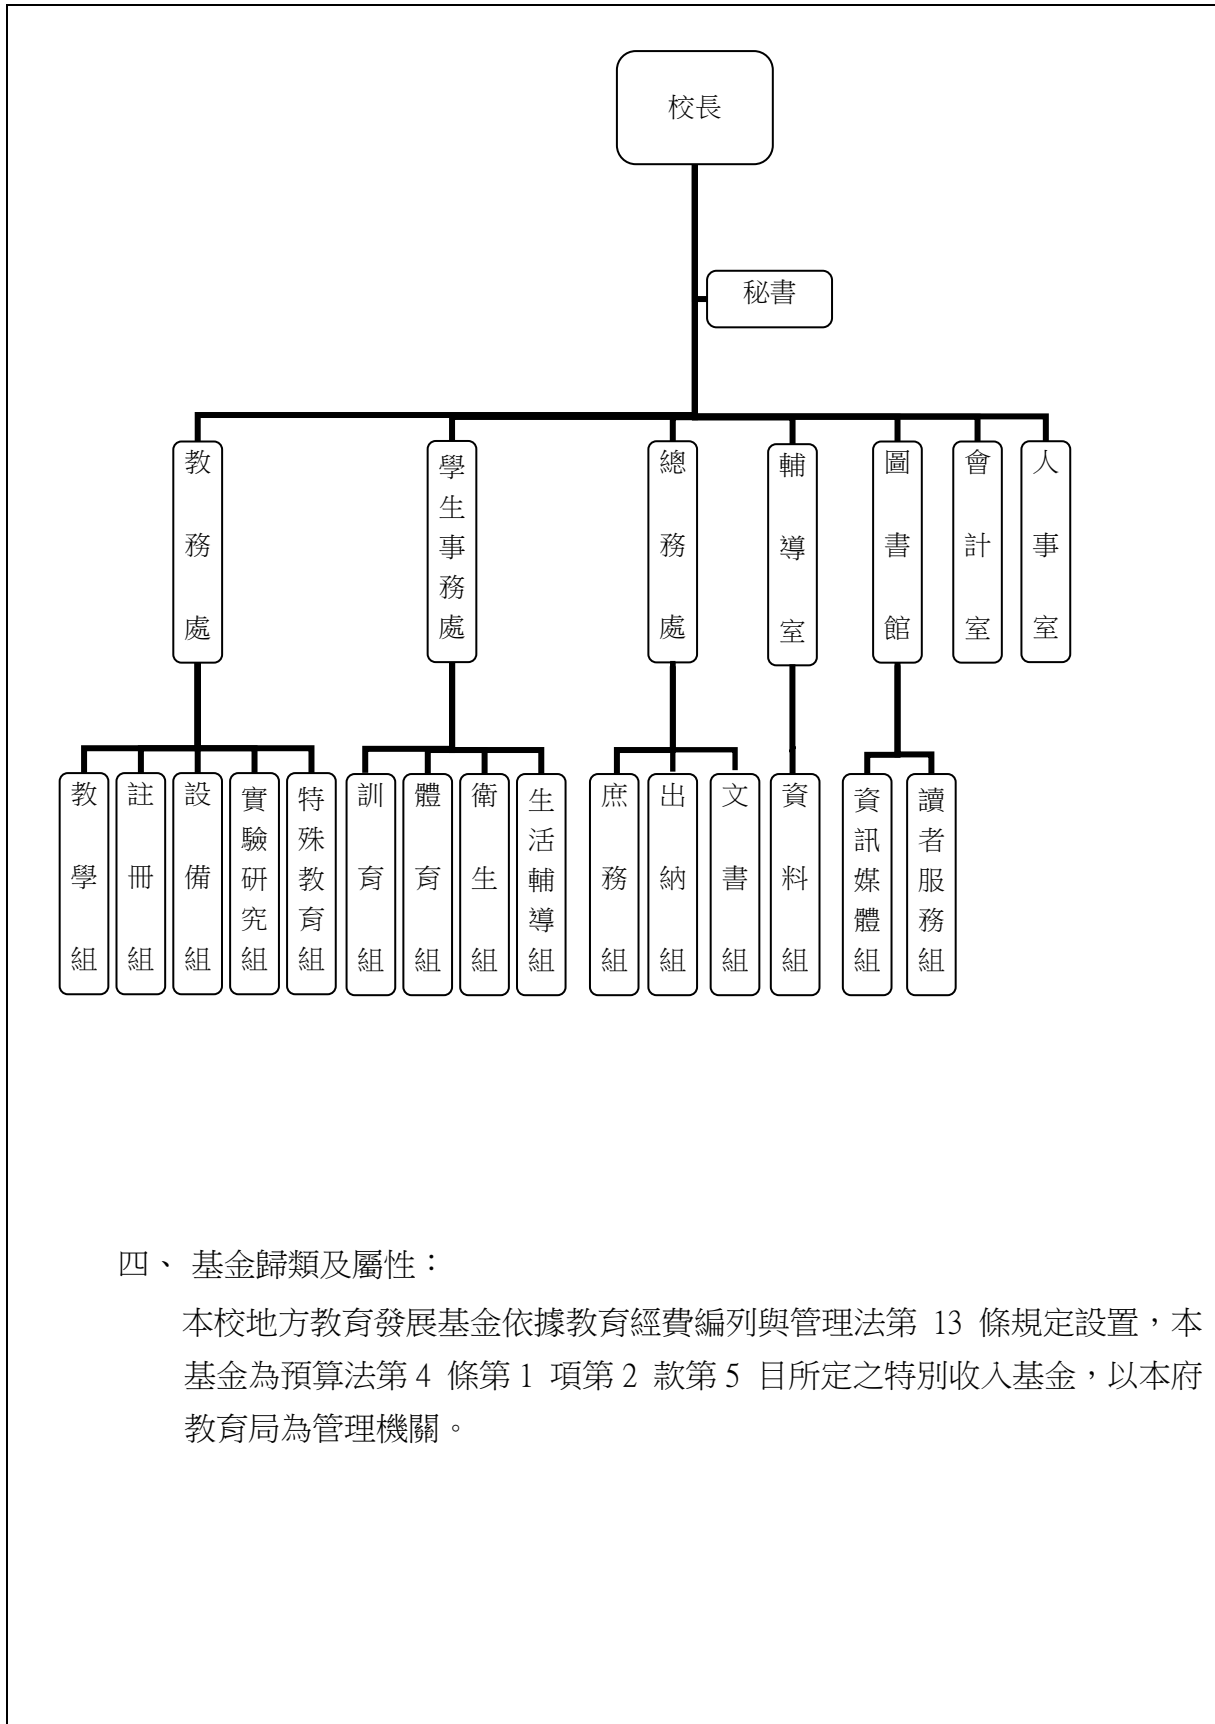 校長
秘書
教務處
學生事務處
總務處
輔導室
圖書館
會計室
人事室
教學組
註冊組
設備組
實驗研究組
特殊教育組
訓育組
體育組
衛生組
生活輔導組
庶務組
出納組
文書組
資料組
資訊媒體組
讀者服務組
四、 基金歸類及屬性：
本校地方教育發展基金依據教育經費編列與管理法第 13 條規定設置，本
基金為預算法第 4 條第 1 項第 2 款第 5 目所定之特別收入基金，以本府
教育局為管理機關。